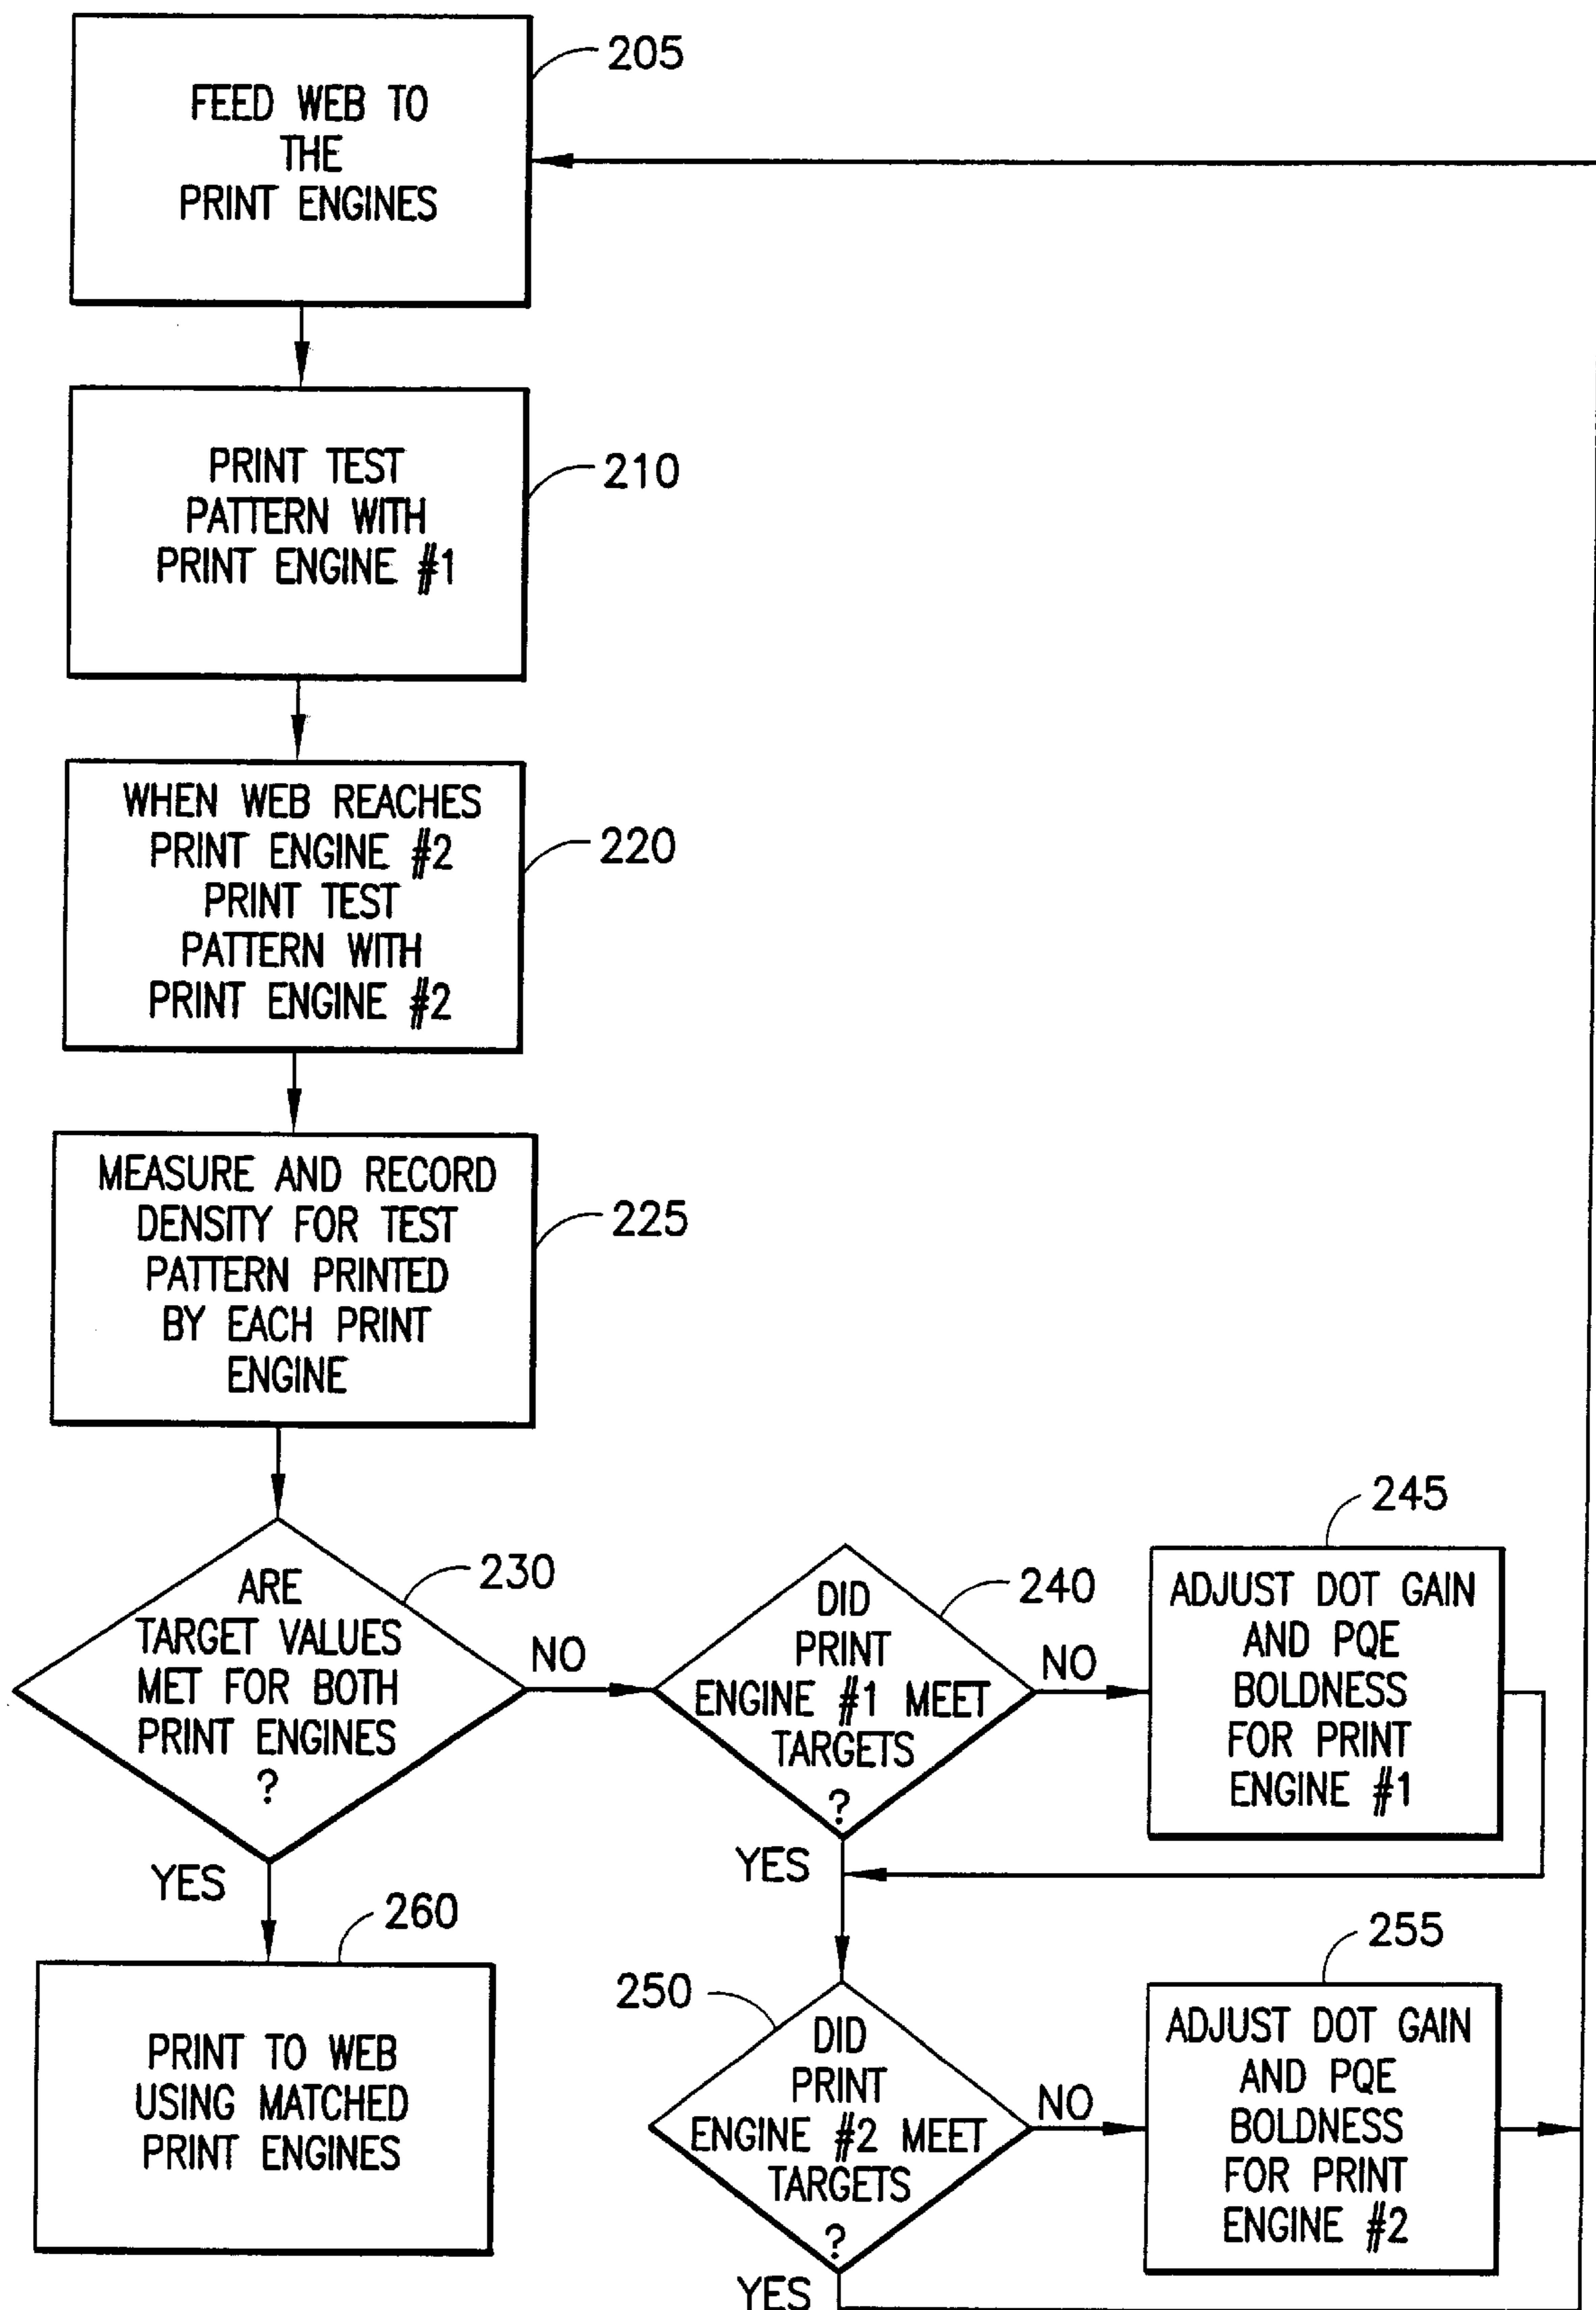 FEED WEB TO
THE
PRINT ENGINES
205
PRINT TEST
PATTERN WITH
PRINT ENGINE #1
210
WHEN WEB REACHES
PRINT ENGINE #2
PRINT TEST
PATTERN WITH
PRINT ENGINE #2
220
MEASURE AND RECORD
DENSITY FOR TEST
PATTERN PRINTED
BY EACH PRINT
ENGINE
225
ARE
TARGET VALUES
MET FOR BOTH
PRINT ENGINES
?
230
NO
YES
DID
PRINT
ENGINE #1 MEET
TARGETS
?
240
NO
YES
ADJUST DOT GAIN
AND PQE
BOLDNESS
FOR PRINT
ENGINE #1
245
PRINT TO WEB
USING MATCHED
PRINT ENGINES
260
DID
PRINT
ENGINE #2 MEET
TARGETS
?
250
NO
YES
ADJUST DOT GAIN
AND PQE
BOLDNESS
FOR PRINT
ENGINE #2
255